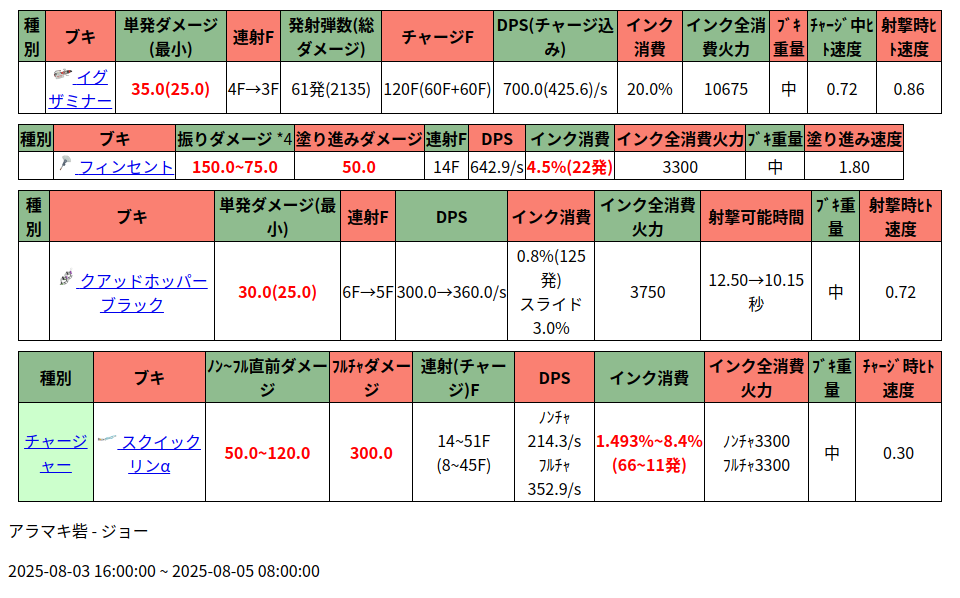 種別 ブキ 単発ダメージ(最小) 連射F 発射弾数(総ダメージ) チャージF DPS(チャージ込み) インク消費 インク全消費火力 ﾌﾞｷ重量 ﾁｬｰｼﾞ中ﾋﾄ速度 射撃時ﾋﾄ速度
イグザミナー 35.0(25.0) 4F→3F 61発(2135) 120F(60F+60F) 700.0(425.6)/s 20.0% 10675 中 0.72 0.86
種別 ブキ 振りダメージ *4 塗り進みダメージ 連射F DPS インク消費 インク全消費火力 ﾌﾞｷ重量 塗り進み速度
フィンセント 150.0~75.0 50.0 14F 642.9/s 4.5%(22発) 3300 中 1.80
種別 ブキ 単発ダメージ(最小) 連射F DPS インク消費 インク全消費火力 射撃可能時間 ﾌﾞｷ重量 射撃時ﾋﾄ速度
クアッドホッパーブラック 30.0(25.0) 6F→5F 300.0→360.0/s 0.8%(125発) スライド 3.0% 3750 12.50→10.15秒 中 0.72
種別 ブキ ﾉﾝ~ﾌﾙ直前ダメージ ﾌﾙﾁｬダメージ 連射(チャージ)F DPS インク消費 インク全消費火力 ﾌﾞｷ重量 ﾁｬｰｼﾞ時ﾋﾄ速度
チャージャー スクイックリンα 50.0~120.0 300.0 14~51F (8~45F) ﾉﾝﾁｬ 214.3/s ﾌﾙﾁｬ 352.9/s 1.493%~8.4% (66~11発) ﾉﾝﾁｬ3300 ﾌﾙﾁｬ3300 中 0.30
アラマキ砦 - ジョー
2025-08-03 16:00:00 ~ 2025-08-05 08:00:00